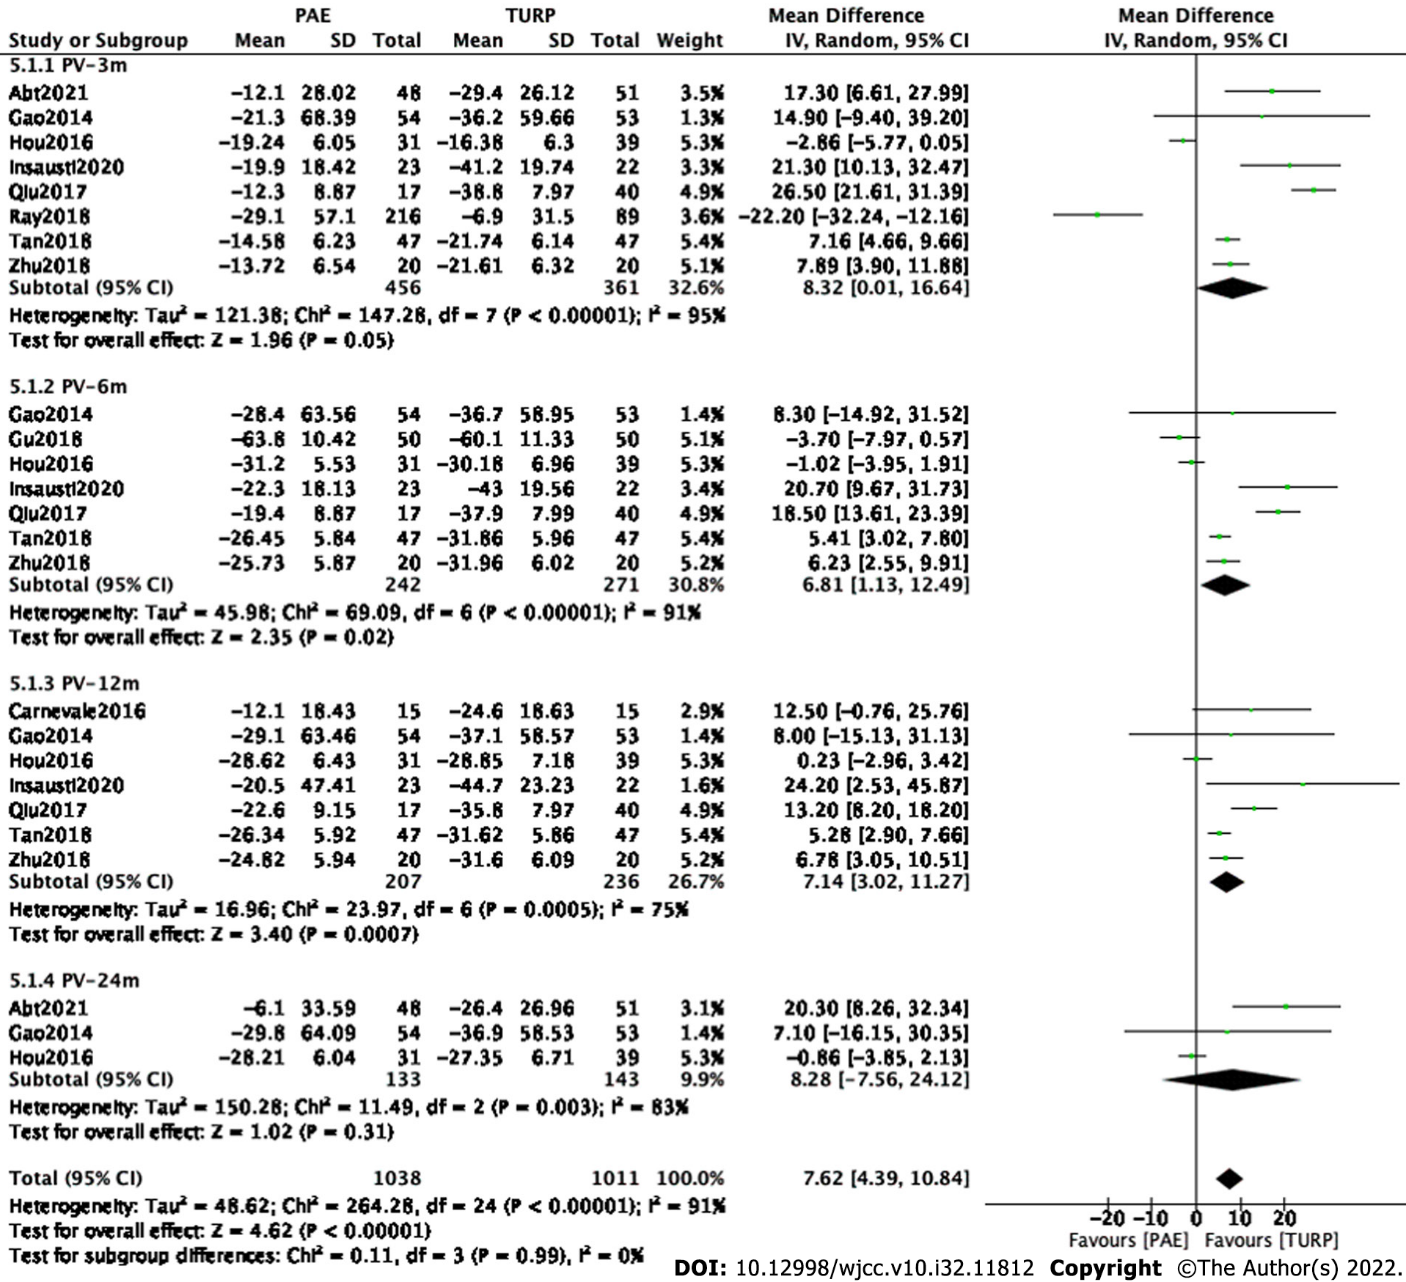 PAE TURP Mean Difference Mean Difference
Study or Subgroup Mean SD Total Mean SD Total Weight IV, Random, 95% CI IV, Random, 95% CI
5.1.1 PV-3m
Abt2021 -12.1 28.02 48 -29.4 26.12 51 3.5% 17.30 [6.61, 27.99]
Gao2014 -21.3 68.39 54 -36.2 59.66 53 1.3% 14.90 [-9.40, 39.20]
Hou2016 -19.24 6.05 31 -16.38 6.3 39 5.3% -2.86 [-5.77, 0.05]
Insausti2020 -19.9 18.42 23 -41.2 19.74 22 3.3% 21.30 [10.13, 32.47]
Qiu2017 -12.3 8.87 17 -38.8 7.97 40 4.9% 26.50 [21.61, 31.39]
Ray2018 -29.1 57.1 216 -6.9 31.5 89 3.6% -22.20 [-32.24, -12.16]
Tan2018 -14.58 6.23 47 -21.74 6.14 47 5.4% 7.16 [4.66, 9.66]
Zhu2018 -13.72 6.54 20 -21.61 6.32 20 5.1% 7.89 [3.90, 11.88]
Subtotal (95% CI) 456 361 32.6% 8.32 [0.01, 16.64]
Heterogeneity: Tau² = 121.38; Chi² = 147.28, df = 7 (P < 0.00001); I² = 95%
Test for overall effect: Z = 1.96 (P = 0.05)
5.1.2 PV-6m
Gao2014 -28.4 63.56 54 -36.7 58.95 53 1.4% 8.30 [-14.92, 31.52]
Gu2018 -63.8 10.42 50 -60.1 11.33 50 5.1% -3.70 [-7.97, 0.57]
Hou2016 -31.2 5.53 31 -30.18 6.96 39 5.3% -1.02 [-3.95, 1.91]
Insausti2020 -22.3 18.13 23 -43 19.56 22 3.4% 20.70 [9.67, 31.73]
Qiu2017 -19.4 8.87 17 -37.9 7.99 40 4.9% 18.50 [13.61, 23.39]
Tan2018 -26.45 5.84 47 -31.86 5.96 47 5.4% 5.41 [3.02, 7.80]
Zhu2018 -25.73 5.87 20 -31.96 6.02 20 5.2% 6.23 [2.55, 9.91]
Subtotal (95% CI) 242 271 30.8% 6.81 [1.13, 12.49]
Heterogeneity: Tau² = 45.98; Chi² = 69.09, df = 6 (P < 0.00001); I² = 91%
Test for overall effect: Z = 2.35 (P = 0.02)
5.1.3 PV-12m
Carnevale2016 -12.1 18.43 15 -24.6 18.63 15 2.9% 12.50 [-0.76, 25.76]
Gao2014 -29.1 63.46 54 -37.1 58.57 53 1.4% 8.00 [-15.13, 31.13]
Hou2016 -28.62 6.43 31 -28.85 7.18 39 5.3% 0.23 [-2.96, 3.42]
Insausti2020 -20.5 47.41 23 -44.7 23.23 22 1.6% 24.20 [2.53, 45.87]
Qiu2017 -22.6 9.15 17 -35.8 7.97 40 4.9% 13.20 [8.20, 18.20]
Tan2018 -26.34 5.92 47 -31.62 5.86 47 5.4% 5.28 [2.90, 7.66]
Zhu2018 -24.82 5.94 20 -31.6 6.09 20 5.2% 6.78 [3.05, 10.51]
Subtotal (95% CI) 207 236 26.7% 7.14 [3.02, 11.27]
Heterogeneity: Tau² = 16.96; Chi² = 23.97, df = 6 (P = 0.0005); I² = 75%
Test for overall effect: Z = 3.40 (P = 0.0007)
5.1.4 PV-24m
Abt2021 -6.1 33.59 48 -26.4 26.96 51 3.1% 20.30 [8.26, 32.34]
Gao2014 -29.8 64.09 54 -36.9 58.53 53 1.4% 7.10 [-16.15, 30.35]
Hou2016 -28.21 6.04 31 -27.35 6.71 39 5.3% -0.86 [-3.85, 2.13]
Subtotal (95% CI) 133 143 9.9% 8.28 [-7.56, 24.12]
Heterogeneity: Tau² = 150.28; Chi² = 11.49, df = 2 (P = 0.003); I² = 83%
Test for overall effect: Z = 1.02 (P = 0.31)
Total (95% CI) 1038 1011 100.0% 7.62 [4.39, 10.84]
Heterogeneity: Tau² = 48.62; Chi² = 264.28, df = 24 (P < 0.00001); I² = 91%
Test for overall effect: Z = 4.62 (P < 0.00001)
Test for subgroup differences: Chi² = 0.11, df = 3 (P = 0.99), I² = 0%
-20 -10 0 10 20
Favours [PAE] Favours [TURP]
DOI: 10.12998/wjcc.v10.i32.11812 Copyright ©The Author(s) 2022.